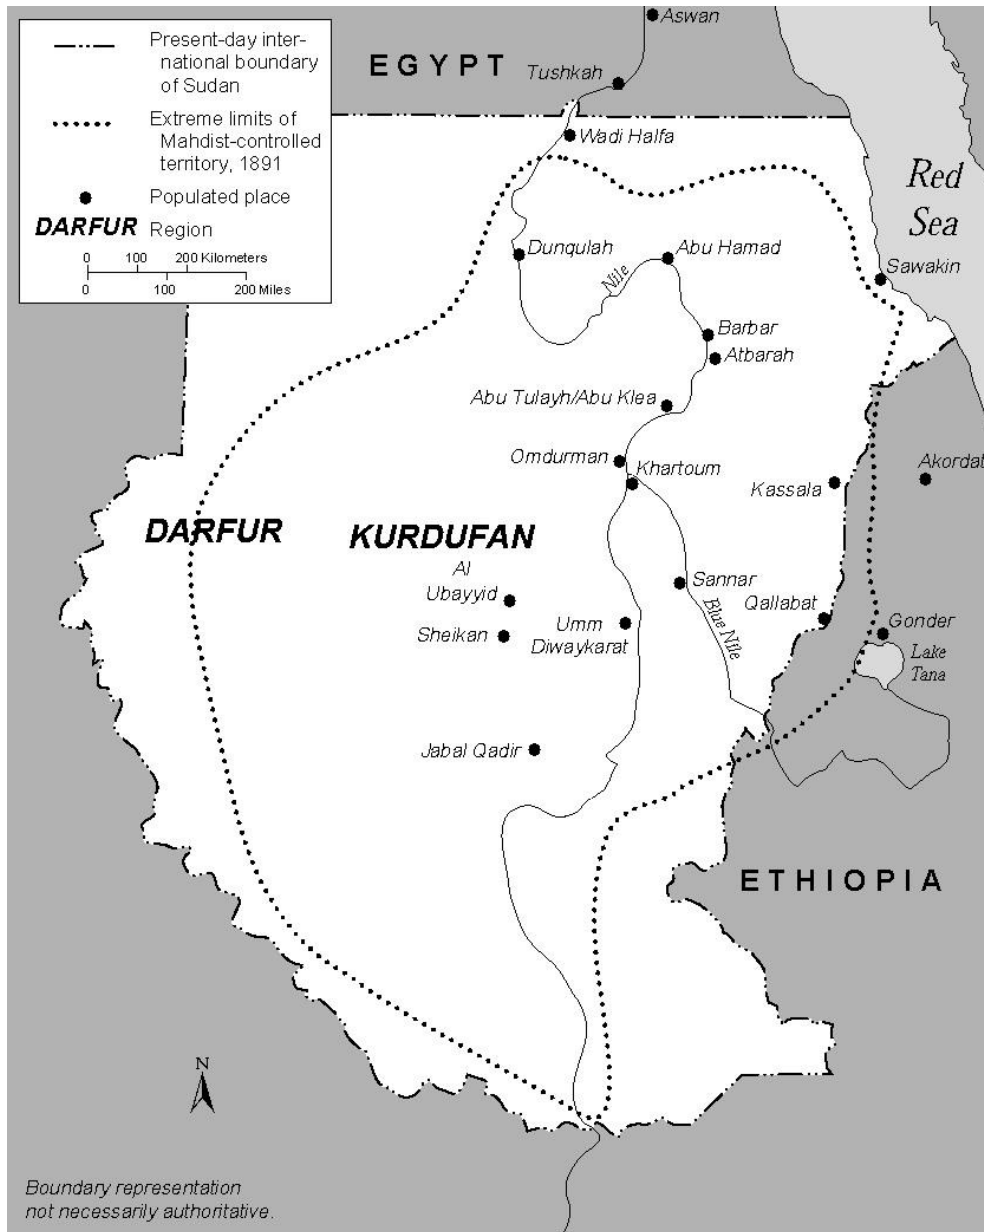 Present-day inter-
national boundary
of Sudan
Extreme limits of
Mahdist-controlled
territory, 1891
Populated place
DARFUR Region
0 100 200 Kilometers
0 100 200 Miles
Aswan
EGYPT
Tushkah
Wadi Halfa
Red
Sea
Dunqulah
Abu Hamad
Nile
Sawakin
Barbar
Atbarah
Abu Tulayh/Abu Klea
Omdurman
Khartoum
Kassala
Akordat
DARFUR
KURDUFAN
Al
Ubayyid
Sannar
Sheikan
Umm
Diwaykarat
Blue Nile
Qallabat
Gonder
Lake
Tana
Jabal Qadir
ETHIOPIA
N
Boundary representation
not necessarily authoritative.